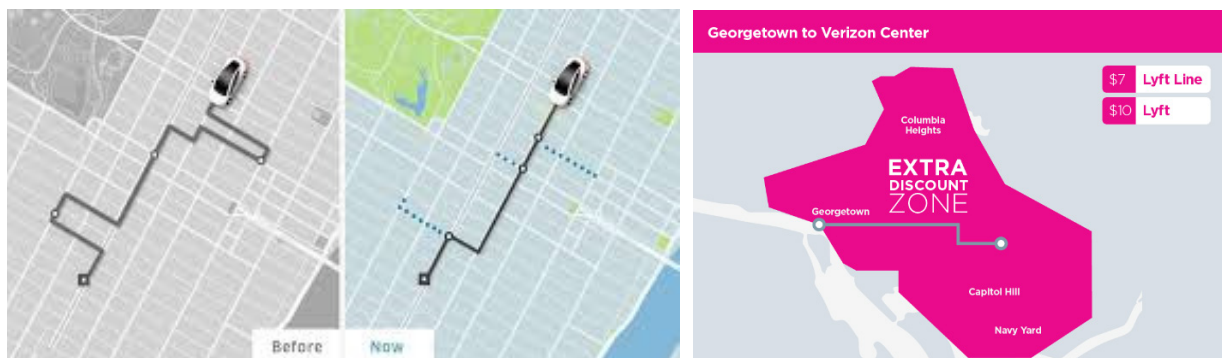 Before
Now
Georgetown to Verizon Center
$7 Lyft Line
$10 Lyft
Columbia
Heights
EXTRA
DISCOUNT
ZONE
Georgetown
Capitol Hill
Navy Yard